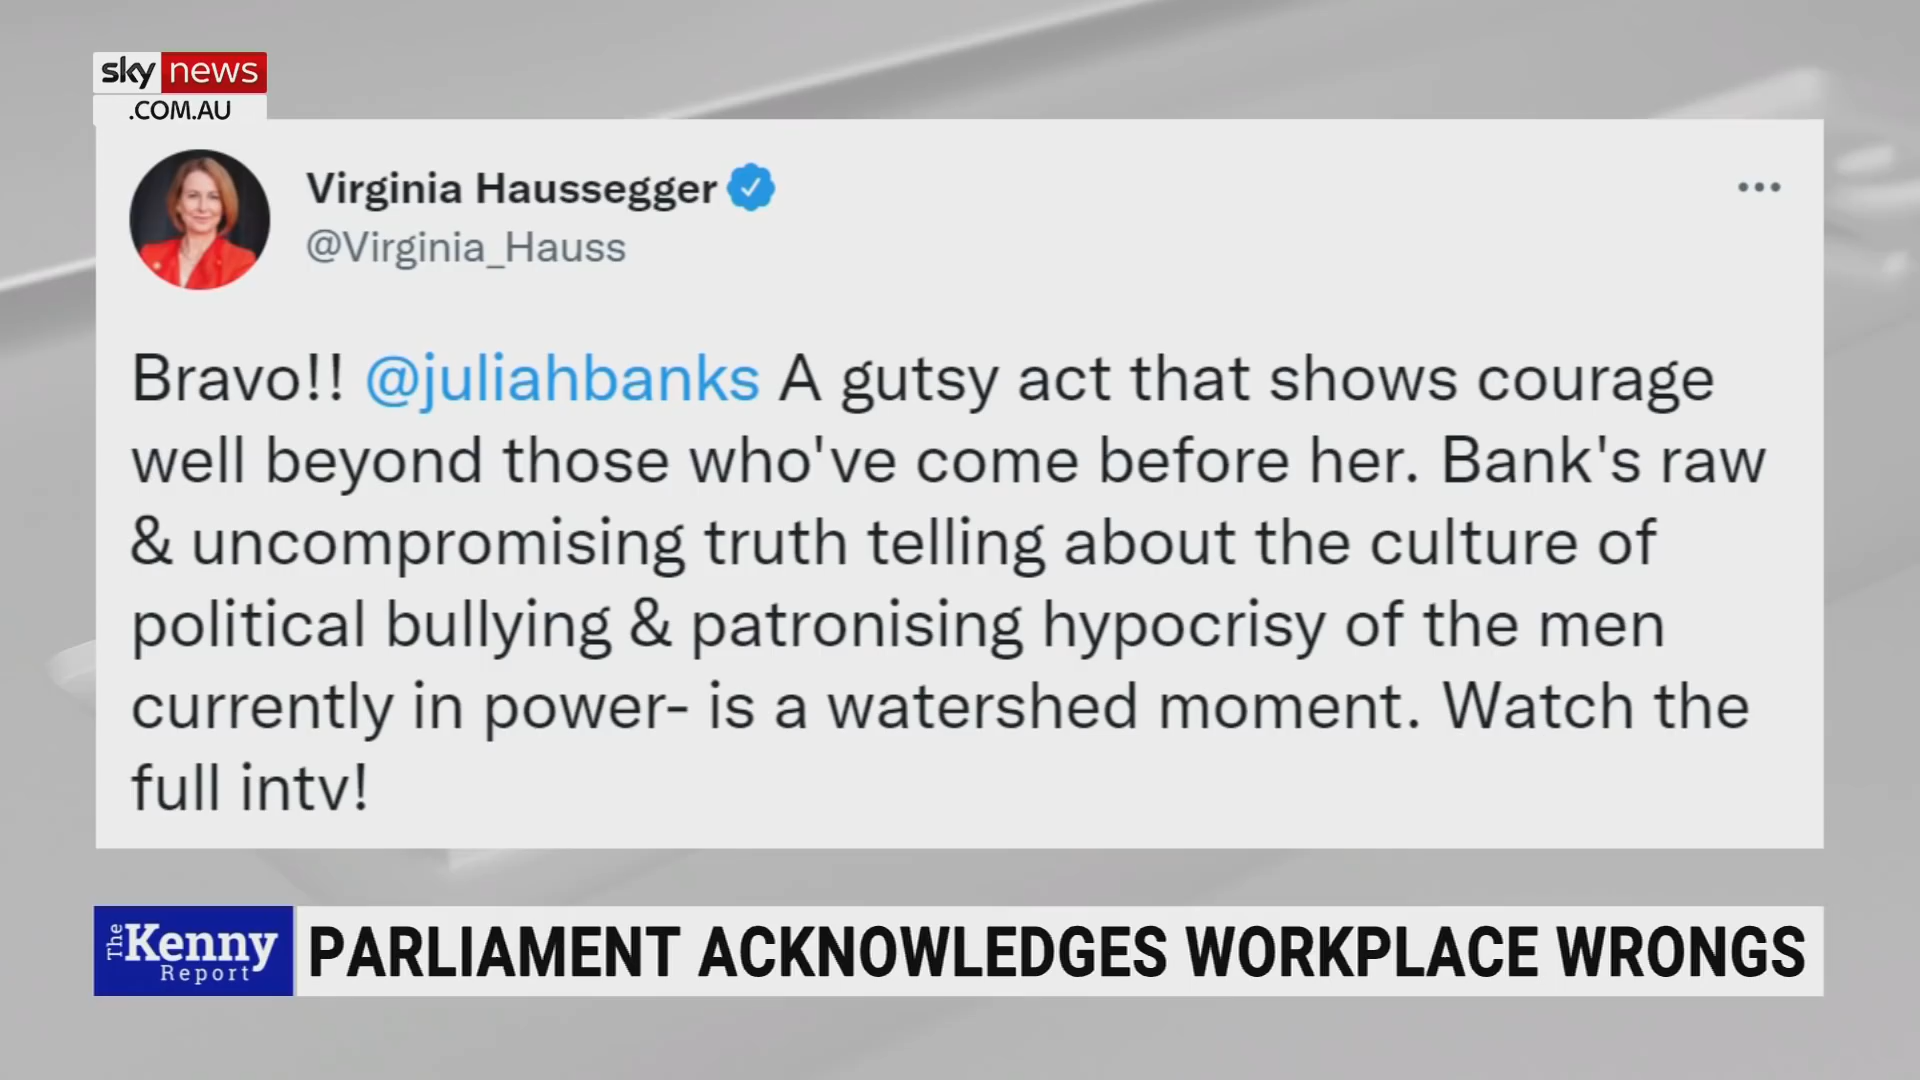 sky news
.COM.AU
Virginia Haussegger
@Virginia_Hauss
Bravo!! @juliahbanks A gutsy act that shows courage
well beyond those who've come before her. Bank's raw
& uncompromising truth telling about the culture of
political bullying & patronising hypocrisy of the men
currently in power- is a watershed moment. Watch the
full intv!
The Kenny Report
PARLIAMENT ACKNOWLEDGES WORKPLACE WRONGS